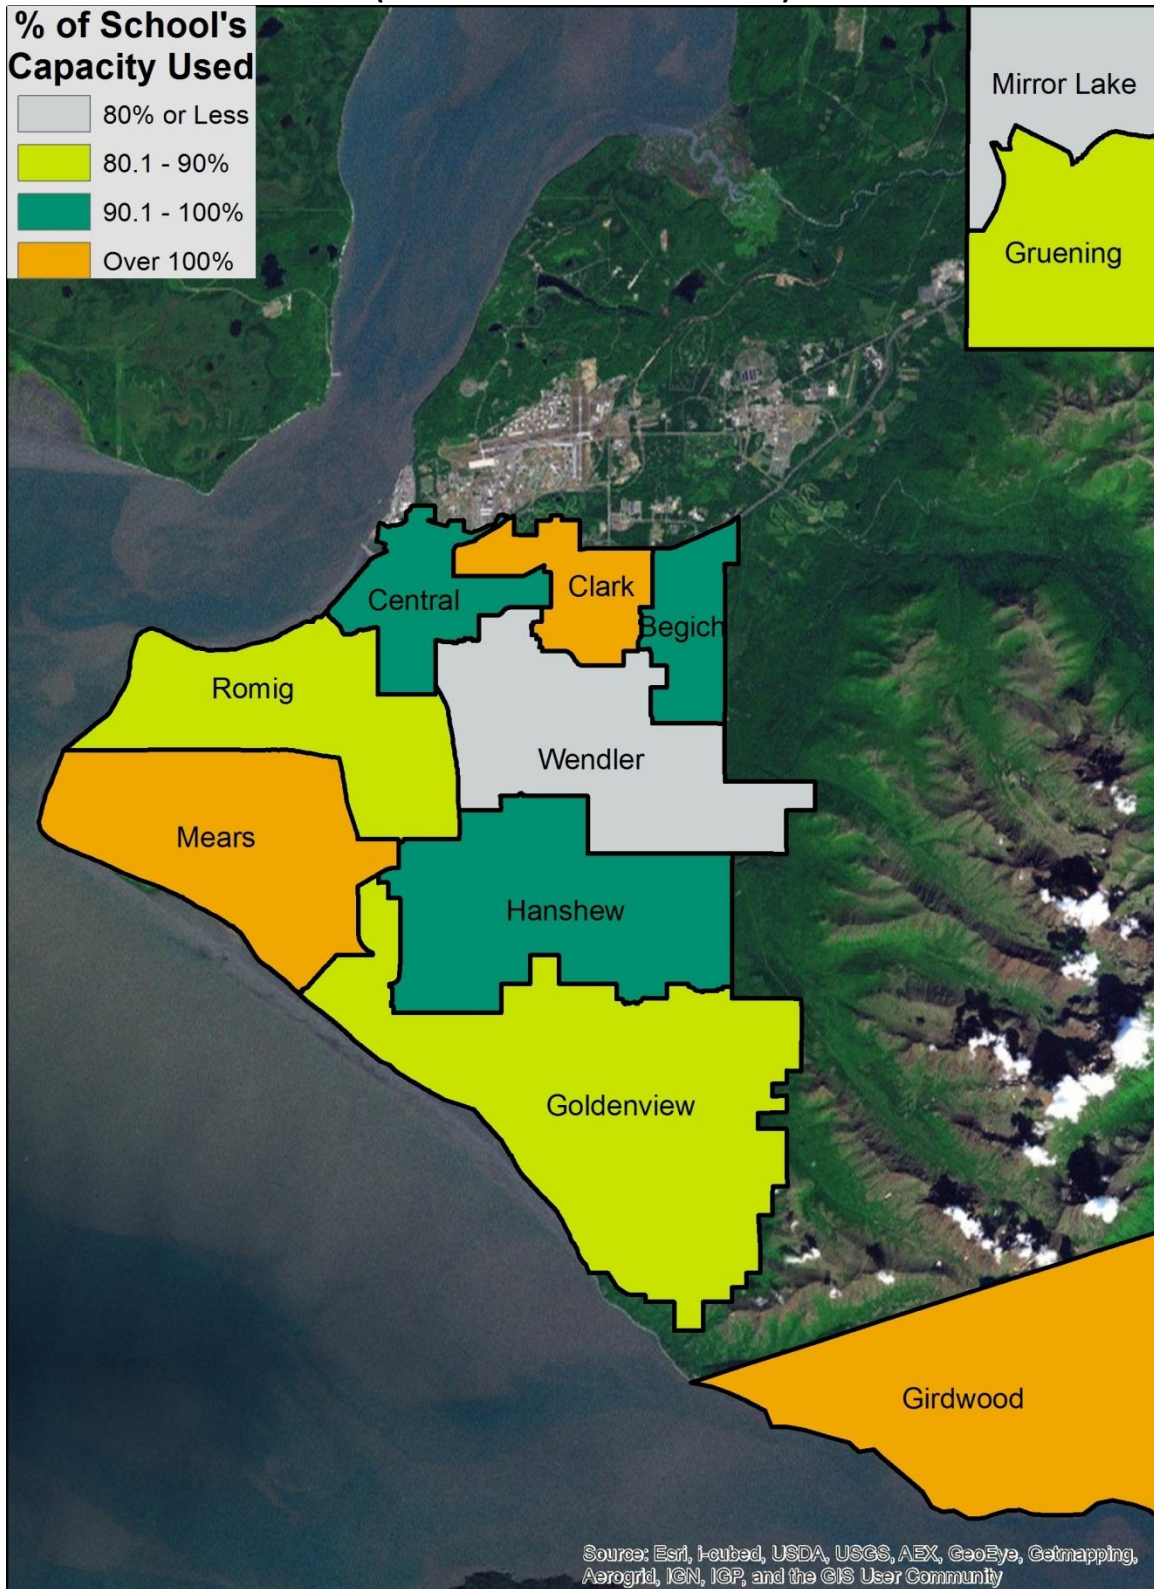 % of School's
Capacity Used
80% or Less
80.1 - 90%
90.1 - 100%
Over 100%
Mirror Lake
Gruening
Clark
Central
Begich
Romig
Wendler
Mears
Hanshew
Goldenview
Girdwood
Source: Esri, i-cubed, USDA, USGS, AEX, GeoEye, Getmapping,
Aerogrid, IGN, IGP, and the GIS User Community